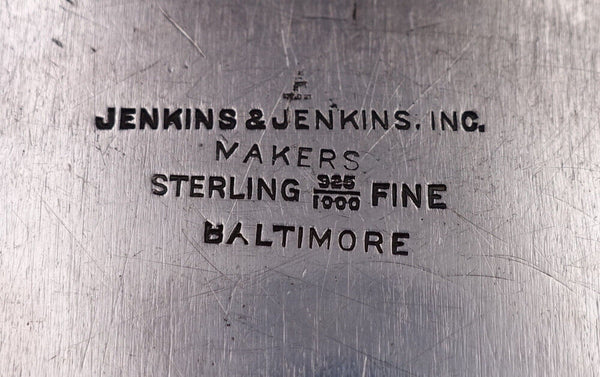 JENKINS & JENKINS, INC.
MAKERS
STERLING 925/1000 FINE
BALTIMORE